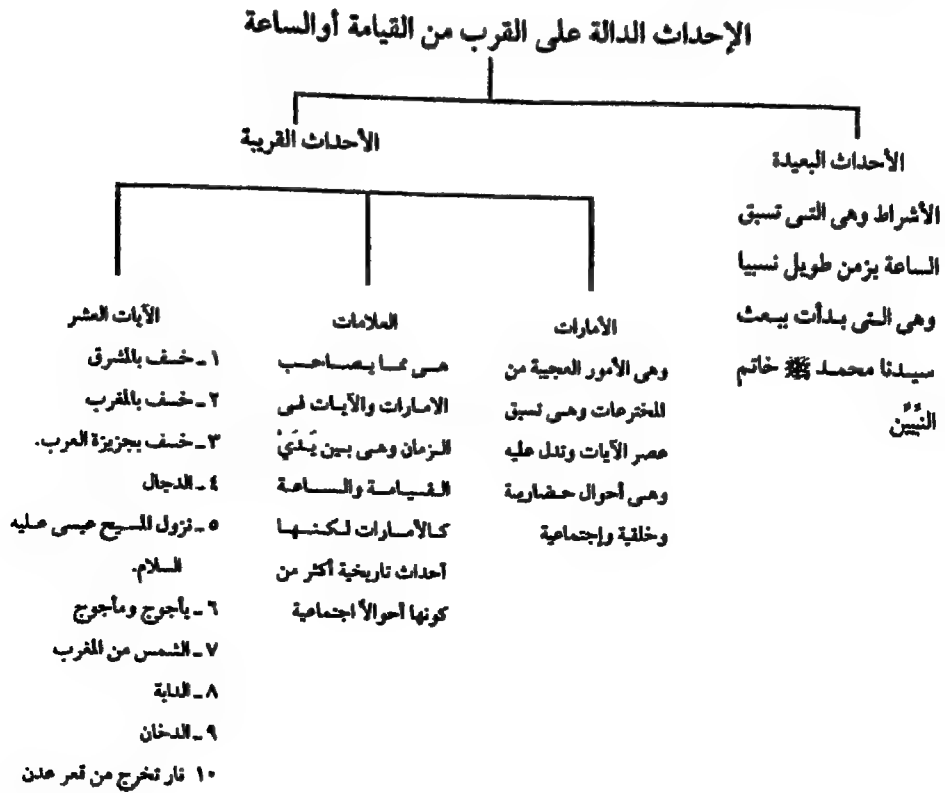 الإحداث الدالة على القرب من القيامة أوالساعة
الأحداث البعيدة
الأشراط وهى التى تسبق
الساعة بزمن طويل نسبيا
وهى التى بدأت ببعث
سيدنا محمد ﷺ خاتم
النَّبِيِّن
الأحداث القريبة
الأمارات
وهى الأمور العجيبة من
المخترعات وهى تسبق
عصر الآيات وتدل عليه
وهى أحوال حضارية
وخلقية وإجتماعية
العلامات
هى مما يصاحب
الامارات والآيات فى
الزمان وهى بين يَدَيْ
القيامة والساعة
كالأمارات لكنها
أحداث تاريخية أكثر من
كونها أحوالاً اجتماعية
الآيات العشر
١ ـ خسف بالمشرق
٢ ـ خسف بالمغرب
٣ ـ خسف بجزيزة العرب.
٤ ـ الدجال
٥ ـ نزول المسيح عيسى عليه
السلام.
٦ ـ يأجوج ومأجوج
٧ ـ الشمس من المغرب
٨ ـ الدابة
٩ ـ الدخان
١٠ نار تخرج من قعر عدن